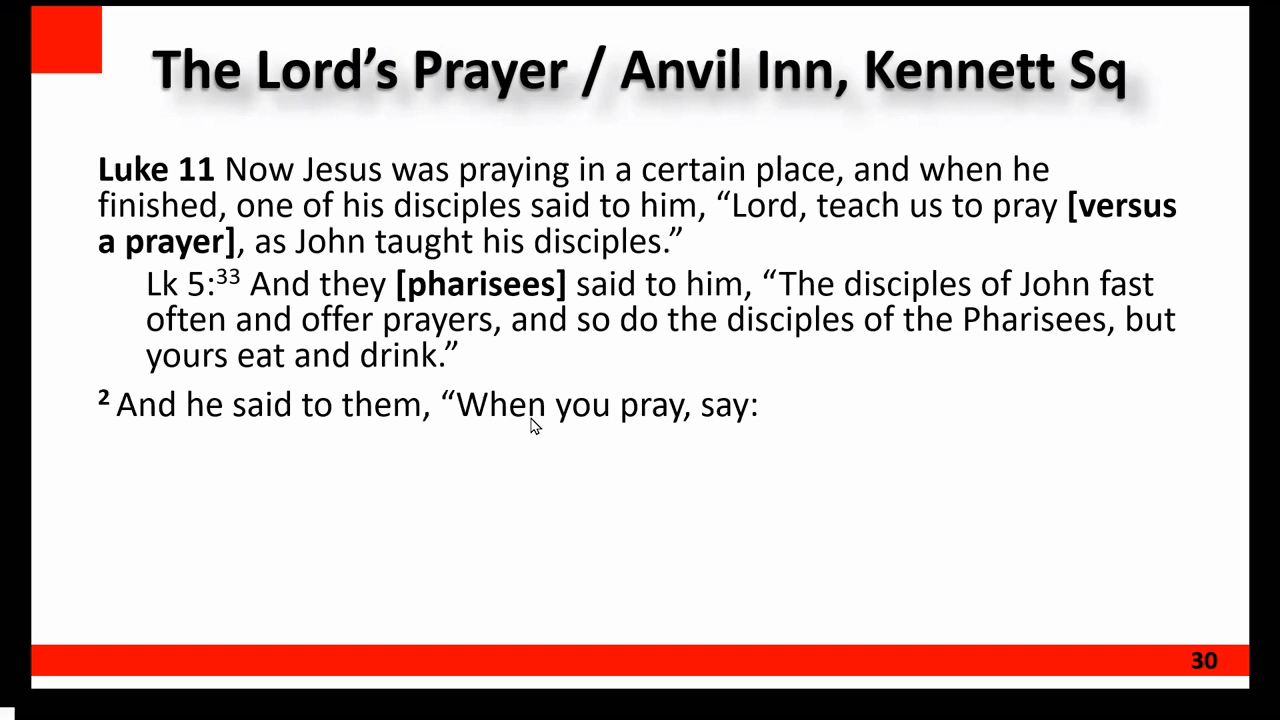 The Lord’s Prayer / Anvil Inn, Kennett Sq
Luke 11 Now Jesus was praying in a certain place, and when he
finished, one of his disciples said to him, “Lord, teach us to pray [versus
a prayer], as John taught his disciples.”
Lk 5:33 And they [pharisees] said to him, “The disciples of John fast
often and offer prayers, and so do the disciples of the Pharisees, but
yours eat and drink.”
2 And he said to them, “When you pray, say:
30